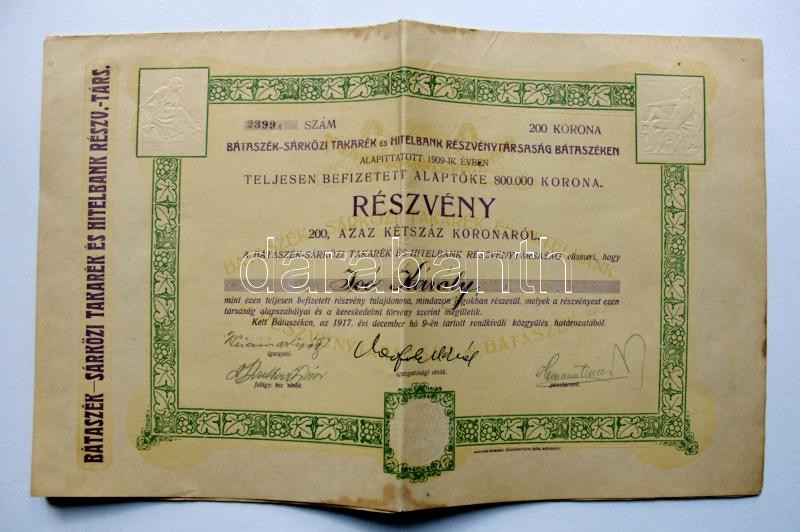 BÁTASZÉK–SÁRKÖZI TAKARÉK ÉS HITELBANK RÉSZV.-TÁRS.
2399 SZÁM 200 KORONA
BÁTASZÉK-SÁRKÖZI TAKARÉK ÉS HITELBANK RÉSZVÉNYTÁRSASÁG BÁTASZÉKEN
ALAPITTATOTT 1909-IK ÉVBEN
TELJESEN BEFIZETETT ALAPTŐKE 800.000 KORONA.
RÉSZVÉNY
200, AZAZ KÉTSZÁZ KORONÁRÓL.
A BÁTASZÉK-SÁRKÖZI TAKARÉK ÉS HITELBANK RÉSZVÉNYTÁRSASÁG elismeri, hogy
darabanth
Károly
mint ezen teljesen befizetett részvény tulajdonosa, mindazon jogokban részesül, melyek a részvényest ezen
társaság alapszabályai és a kereskedelmi törvény szerint megilletik.
Kelt Bátaszéken, az 1917. évi december hó 9-én tartott rendkivüli közgyülés határozatából.
igazgató.
igazgatósági elnök.
felügy. biz. elnök.
pénztárnok.